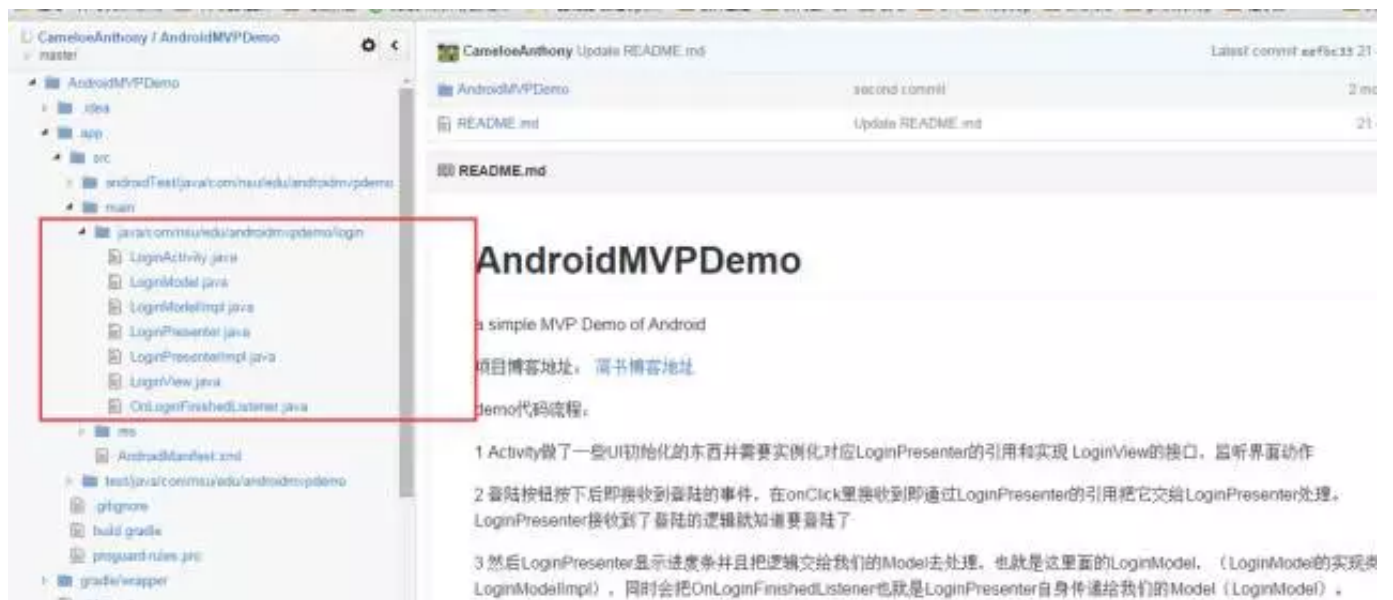 CameloeAnthony / AndroidMVPDemo
master
AndroidMVPDemo
.idea
app
src
androidTest/java/com/nsu/edu/androidmvpdemo
main
java/com/nsu/edu/androidmvpdemo/login
LoginActivity.java
LoginModel.java
LoginModelImpl.java
LoginPresenter.java
LoginPresenterImpl.java
LoginView.java
OnLoginFinishedListener.java
res
AndroidManifest.xml
test/java/com/nsu/edu/androidmvpdemo
.gitignore
build.gradle
proguard-rules.pro
gradle/wrapper
CameloeAnthony Update README.md
Latest commit 21
AndroidMVPDemo second commit 2 mo
README.md Update README.md 21
README.md
AndroidMVPDemo
a simple MVP Demo of Android
项目博客地址： 简书博客地址
demo代码流程：
1 Activity做了一些UI初始化的东西并需要实例化对应LoginPresenter的引用和实现 LoginView的接口，监听界面动作
2 登陆按钮按下后即接收到登陆的事件，在onClick里接收到即通过LoginPresenter的引用把它交给LoginPresenter处理。
LoginPresenter接收到了登陆的逻辑就知道要登陆了
3 然后LoginPresenter显示进度条并且把逻辑交给我们的Model去处理，也就是这里面的LoginModel，（LoginModel的实现类
LoginModelImpl），同时会把OnLoginFinishedListener也就是LoginPresenter自身传递给我们的Model（LoginModel）。